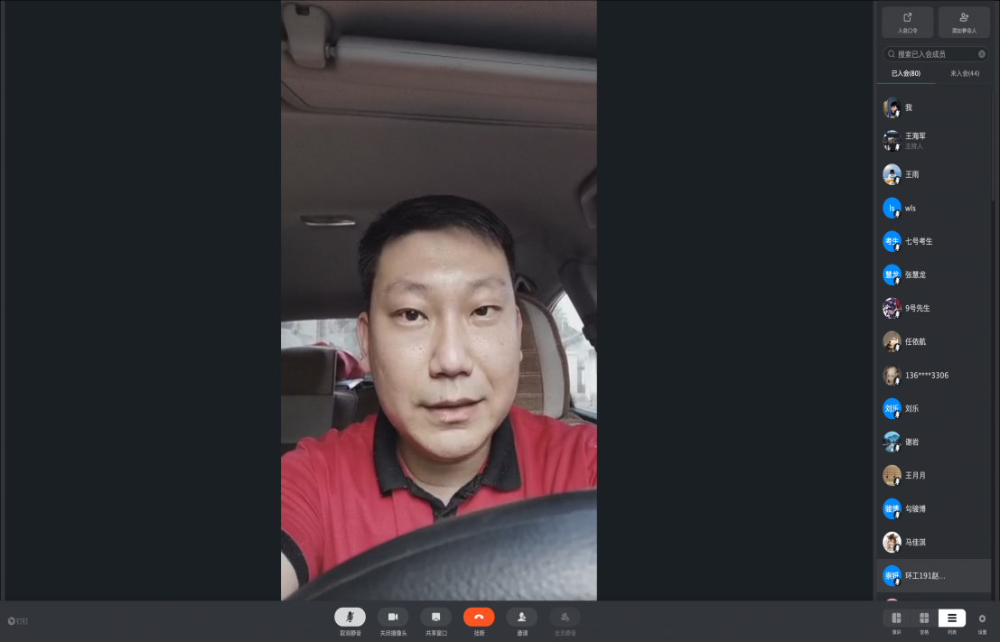 入会口令
添加参会人
搜索已入会成员
已入会(80)
未入会(44)
我
王海军
主持人
王雨
ls
wls
考生
七号考生
慧龙
张慧龙
9号先生
任依航
136****3306
刘乐
刘乐
谢岩
王月月
骏博
勾骏博
马佳淇
崇妍
环工191赵...
钉钉
取消静音
关闭摄像头
共享窗口
挂断
邀请
全员静音
演讲
宫格
列表
设置